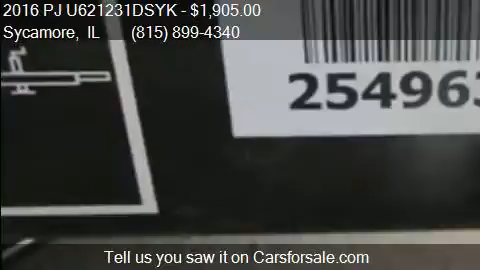 2016 PJ U621231DSYK - $1,905.00
Sycamore, IL (815) 899-4340
25496
Tell us you saw it on Carsforsale.com